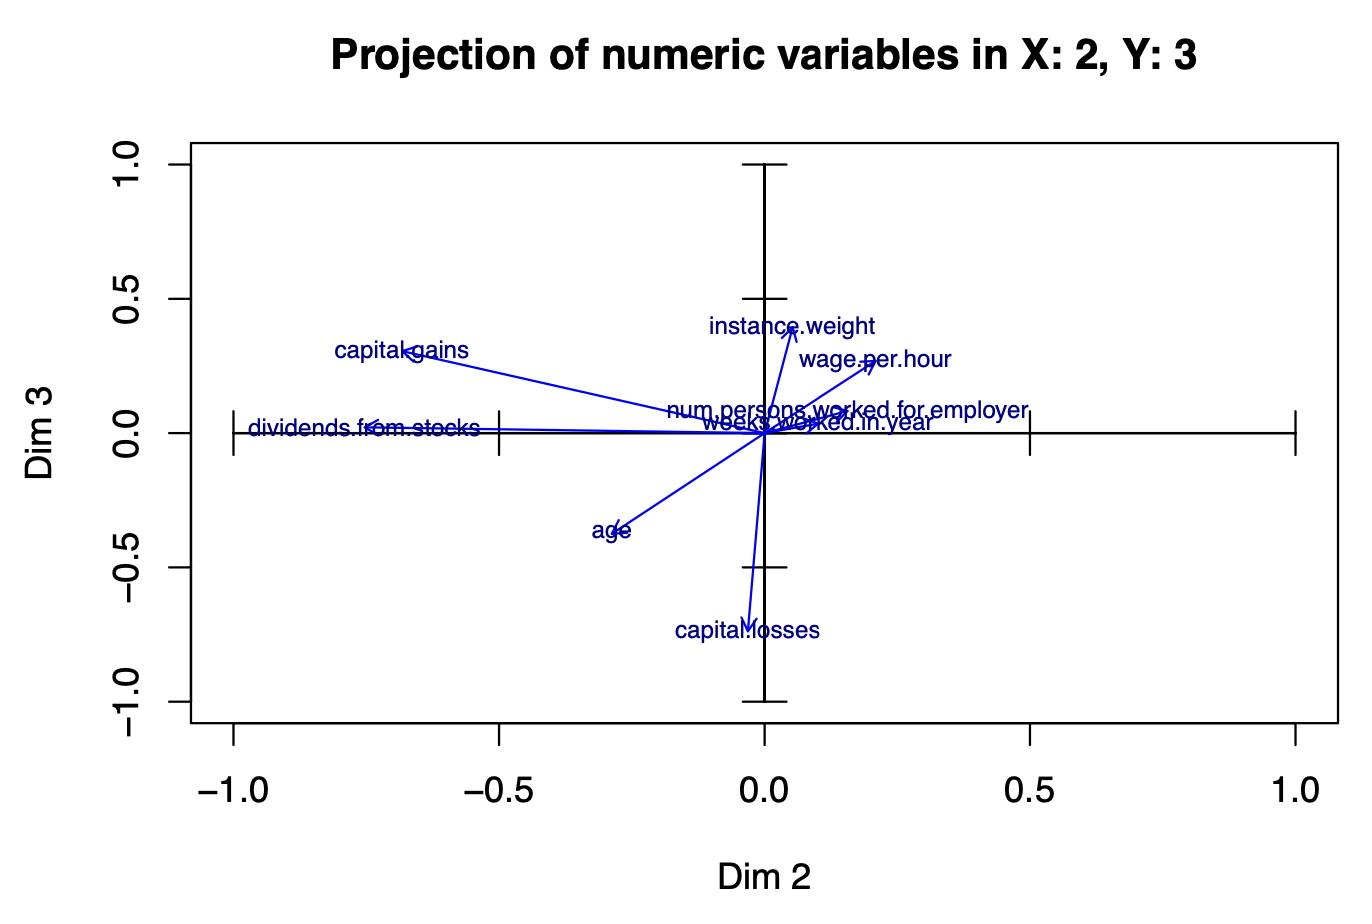 Projection of numeric variables in X: 2, Y: 3
1.0
0.5
0.0
−0.5
−1.0
Dim 3
instance.weight
capital.gains
wage.per.hour
num.persons.worked.for.employer
weeks.worked.in.year
dividends.from.stocks
age
capital.losses
−1.0 −0.5 0.0 0.5 1.0
Dim 2